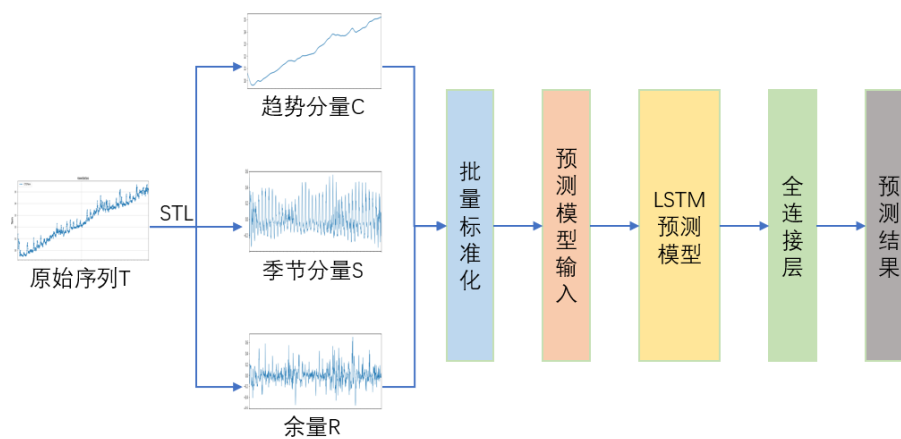 趋势分量C
STL
原始序列T
季节分量S
余量R
批量标准化
预测模型输入
LSTM
预测
模型
全连接层
预测结果